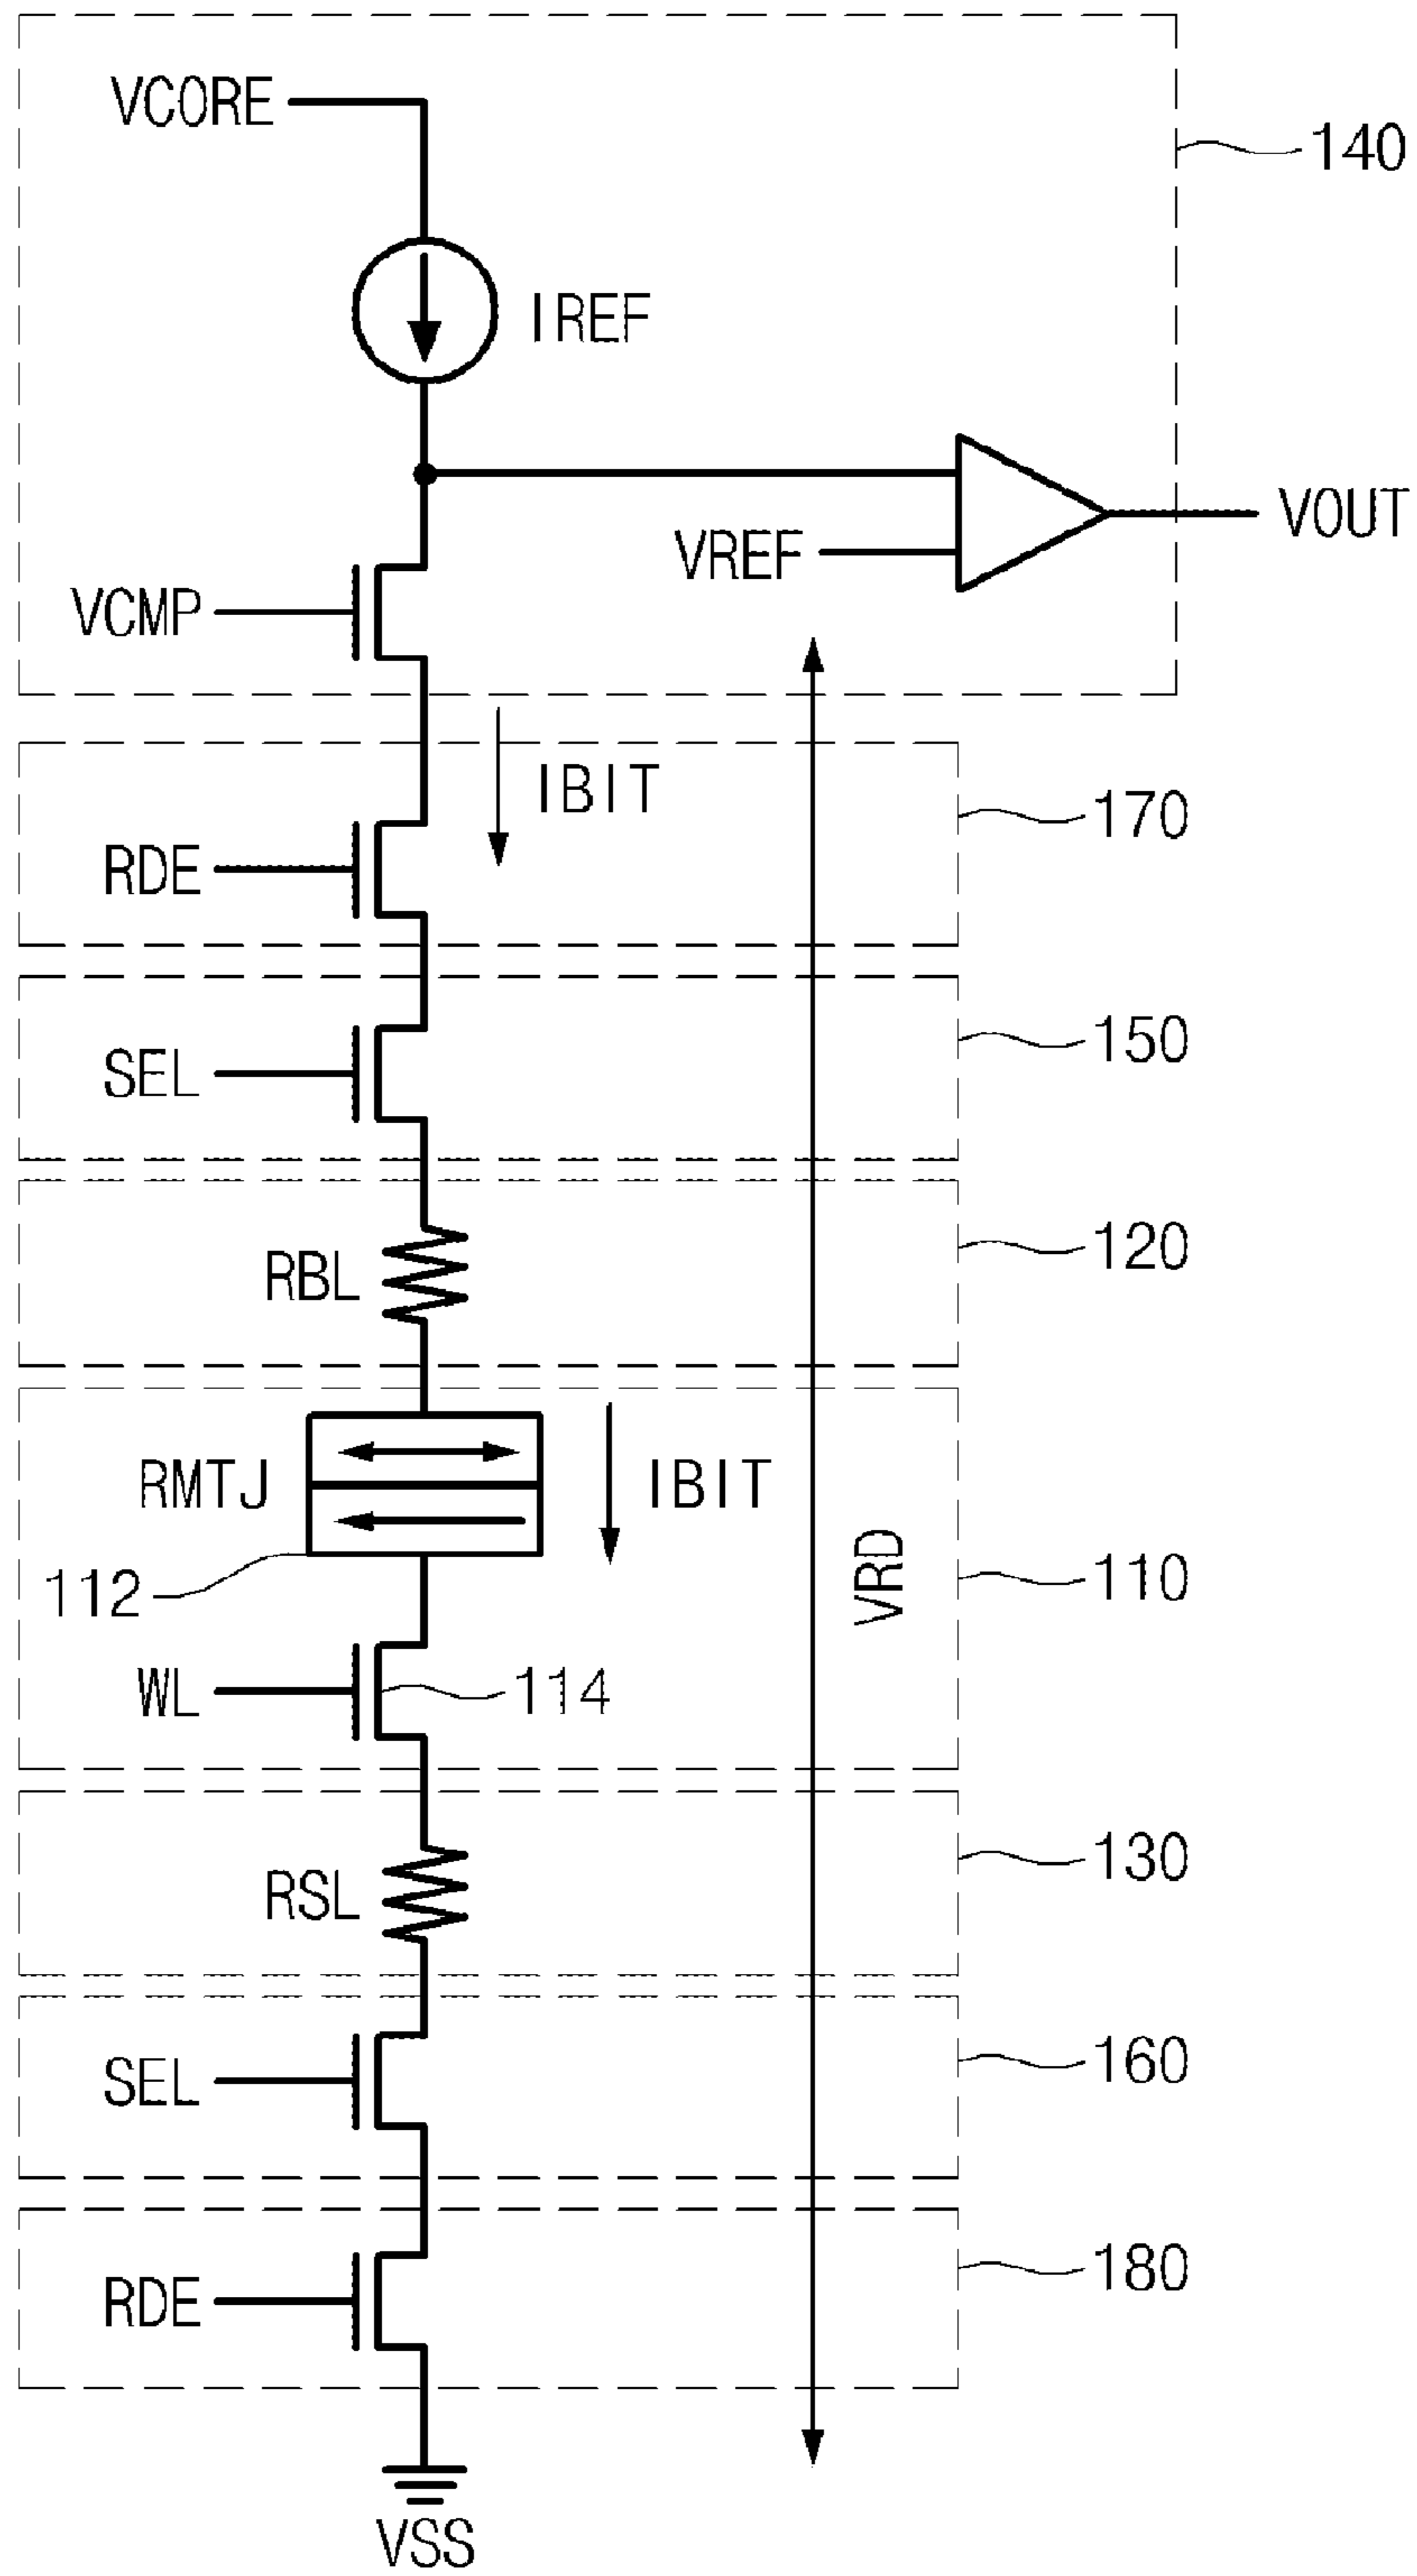 VCORE
140
IREF
VOUT
VREF
VCMP
IBIT
170
RDE
150
SEL
120
RBL
RMTJ
IBIT
VRD
110
112
WL
114
130
RSL
160
SEL
180
RDE
VSS